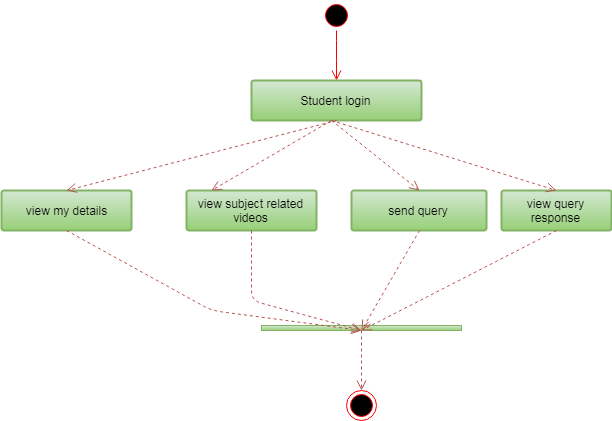 Student login
view my details
view subject related
videos
send query
view query
response